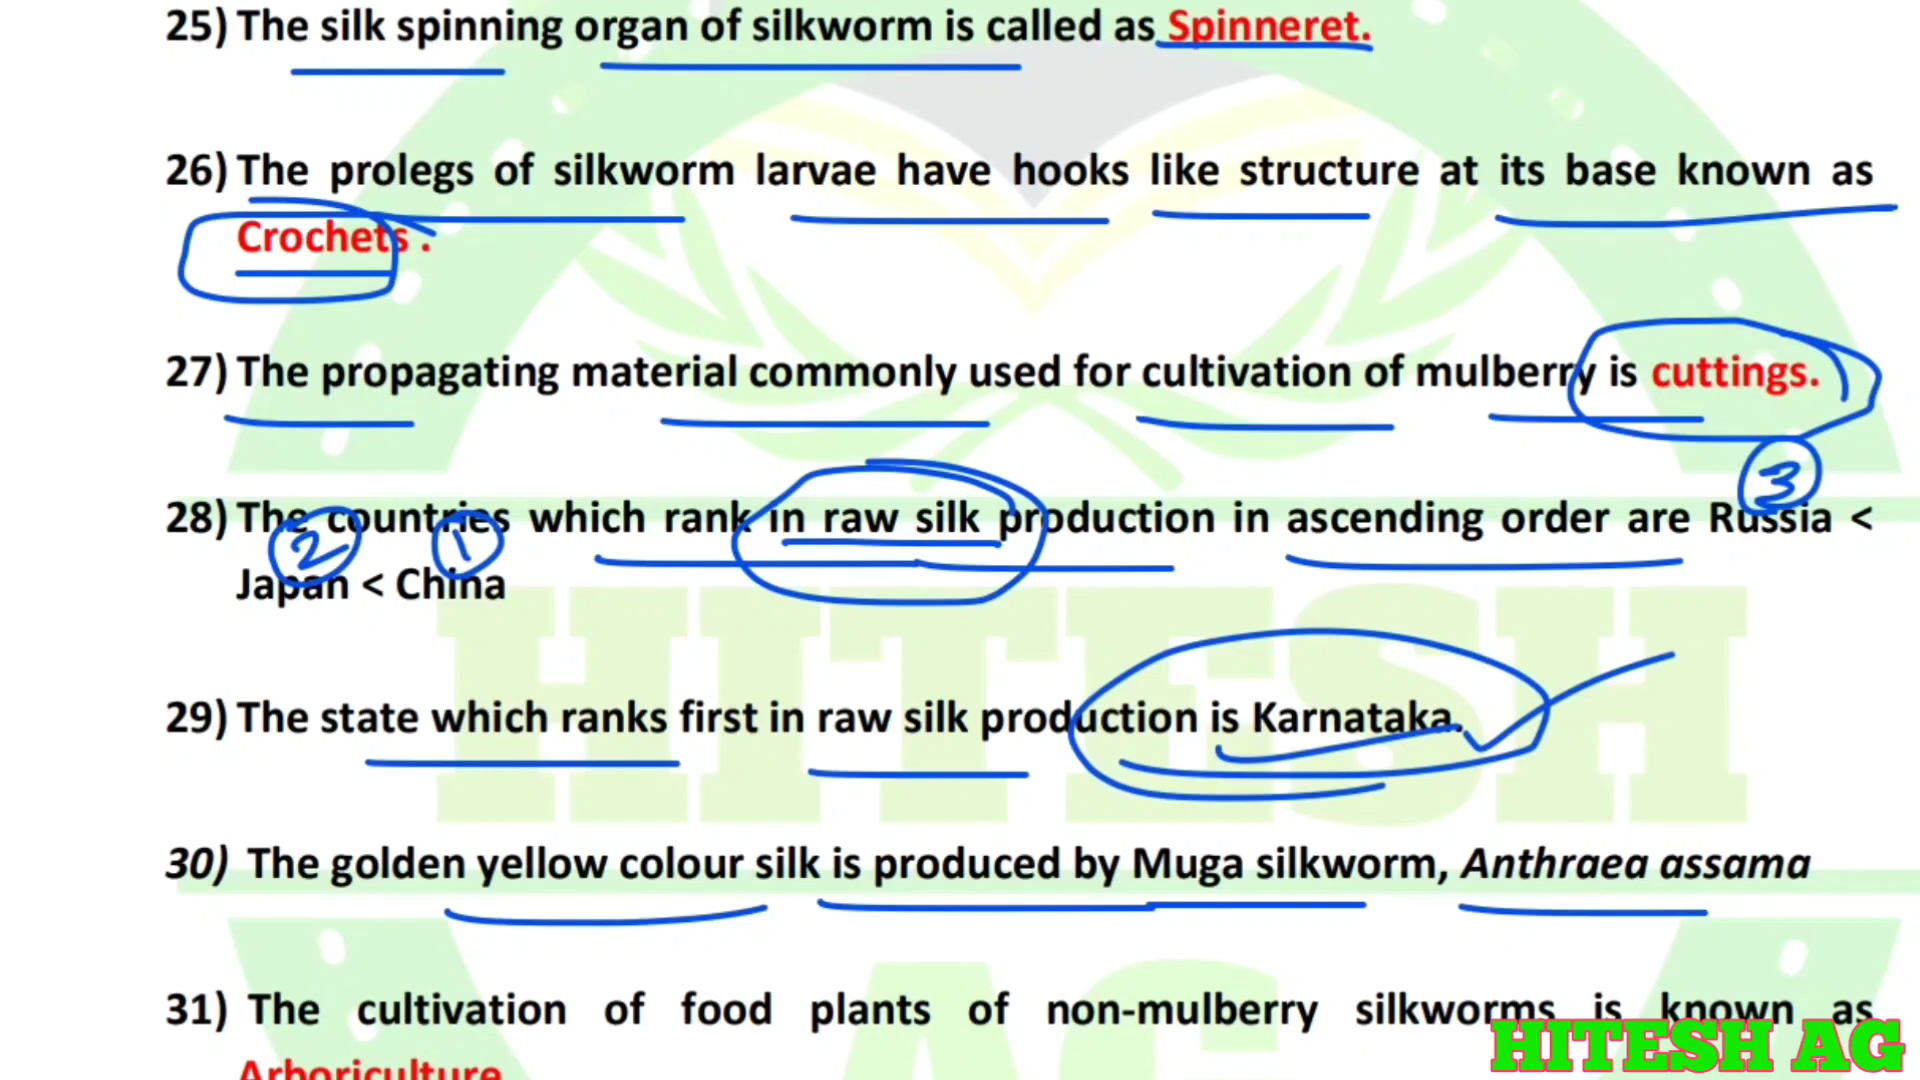 25) The silk spinning organ of silkworm is called as Spinneret.
26) The prolegs of silkworm larvae have hooks like structure at its base known as
Crochets .
27) The propagating material commonly used for cultivation of mulberry is cuttings.
3
28) The countries which rank in raw silk production in ascending order are Russia <
2 1
Japan < China
HITESH
29) The state which ranks first in raw silk production is Karnataka.
30) The golden yellow colour silk is produced by Muga silkworm, Anthraea assama
AG
31) The cultivation of food plants of non-mulberry silkworms is known as
Arboriculture
HITESH AG